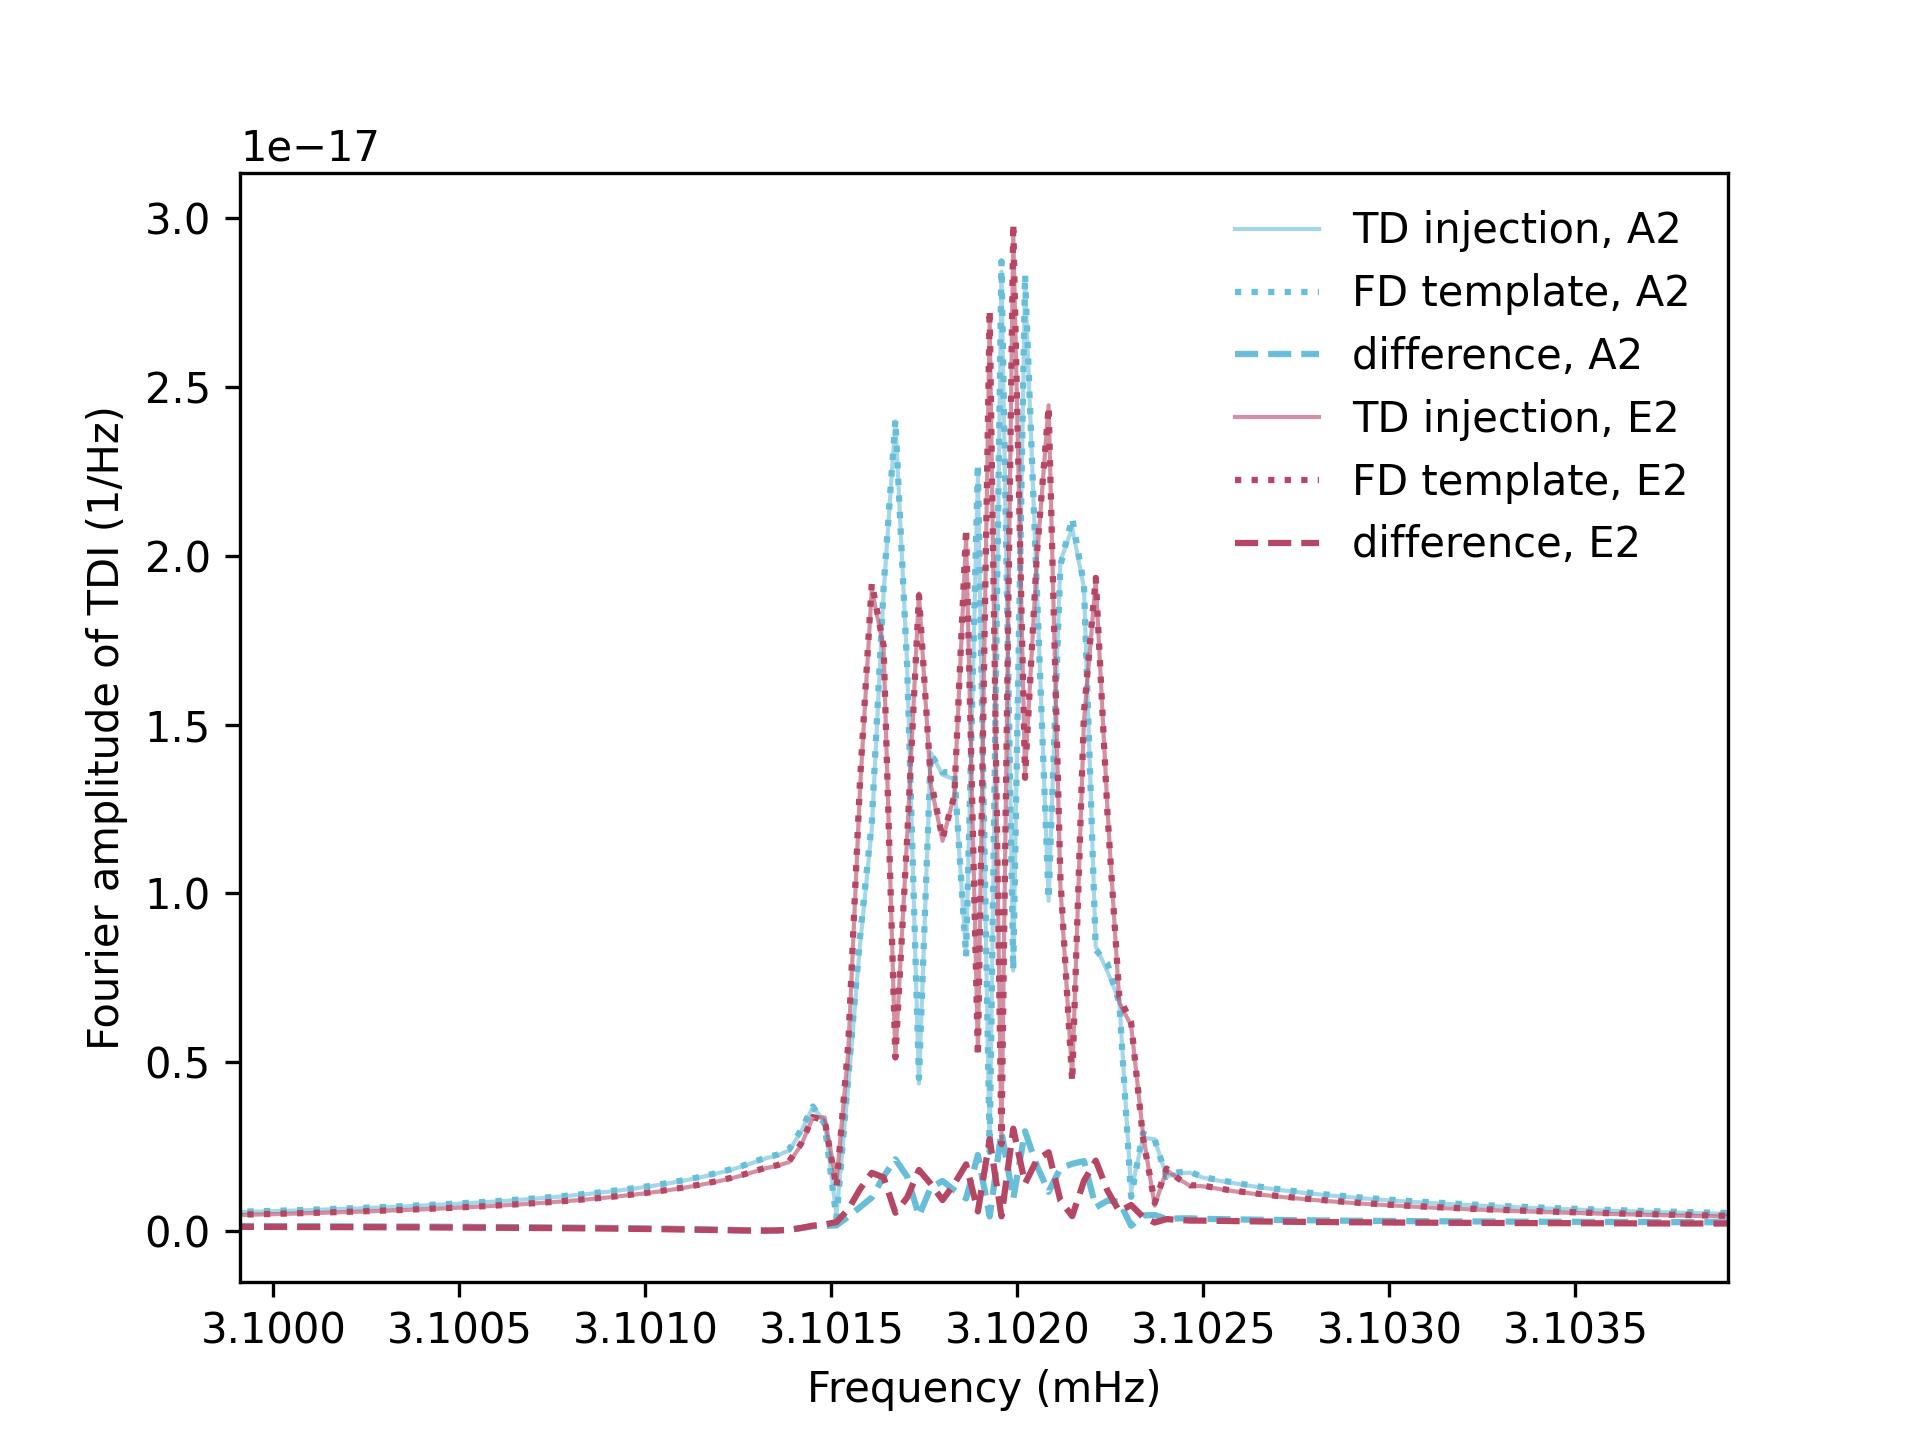 1e−17
3.0
2.5
2.0
1.5
1.0
0.5
0.0
Fourier amplitude of TDI (1/Hz)
TD injection, A2
FD template, A2
difference, A2
TD injection, E2
FD template, E2
difference, E2
3.1000 3.1005 3.1010 3.1015 3.1020 3.1025 3.1030 3.1035
Frequency (mHz)